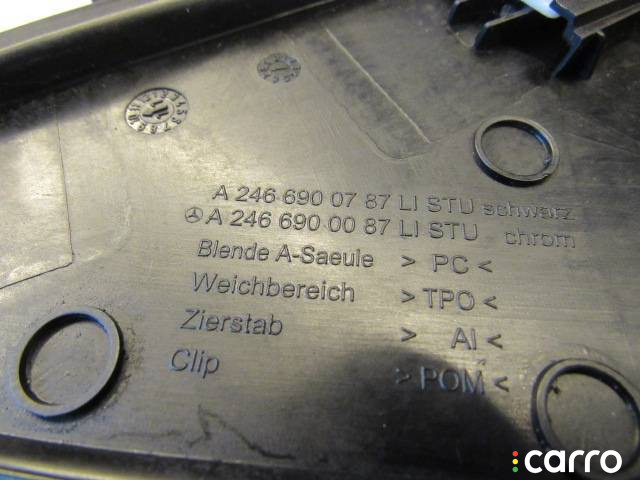 A 246 690 07 87 LI STU schwarz
A 246 690 00 87 LI STU chrom
Blende A-Saeule > PC <
Weichbereich > TPO <
Zierstab > Al <
Clip > POM <
carro